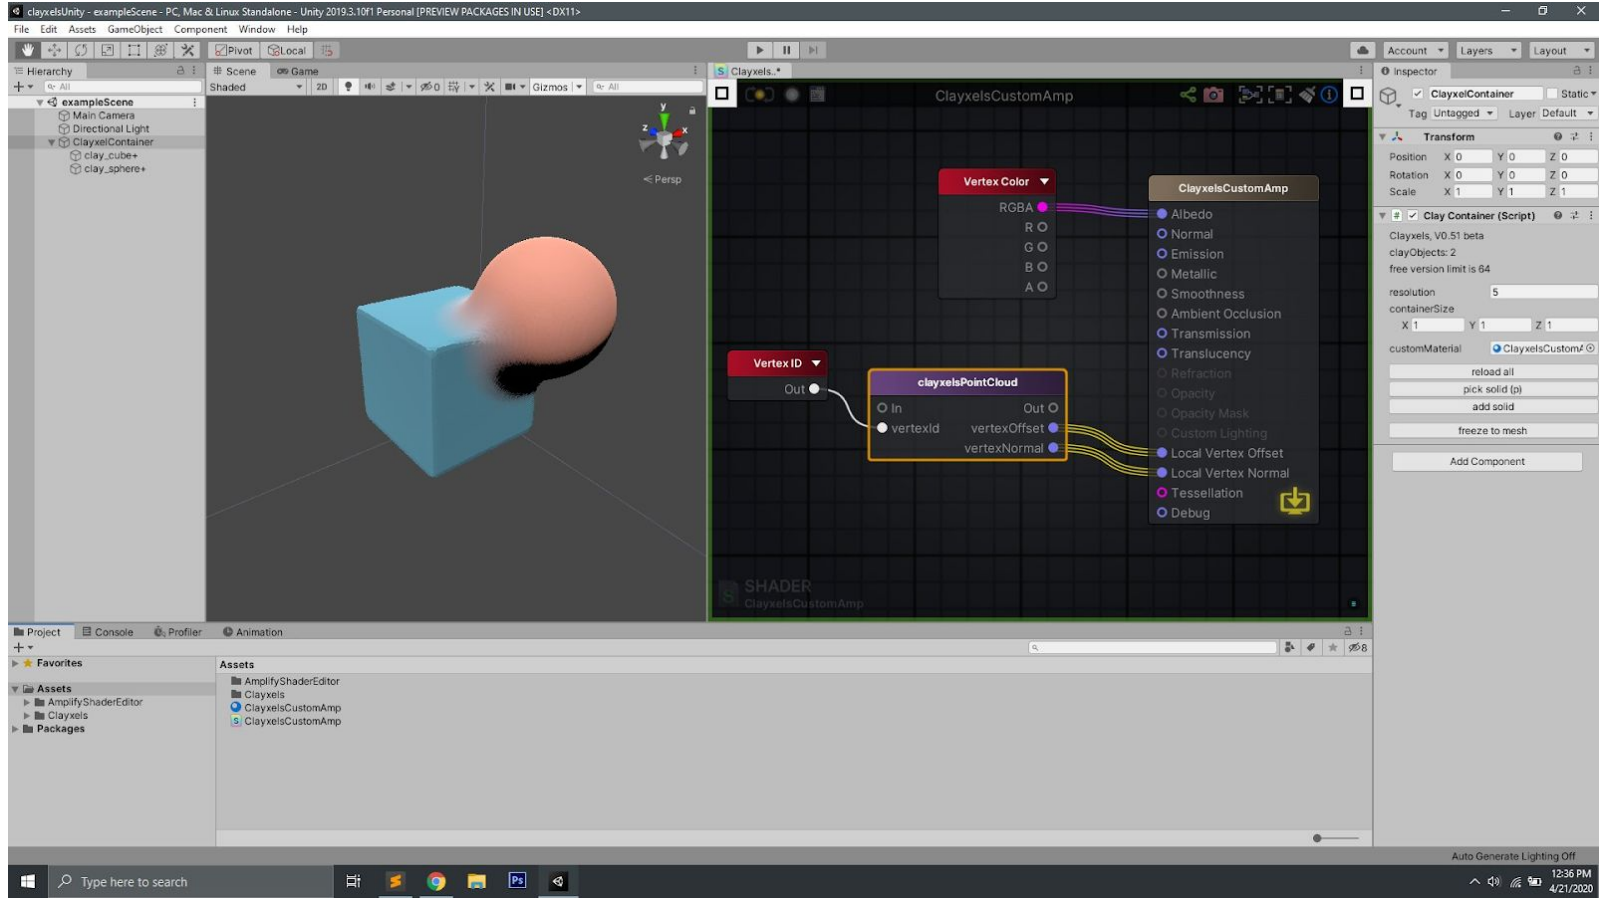 clayxelsUnity - exampleScene - PC, Mac & Linux Standalone - Unity 2019.3.10f1 Personal [PREVIEW PACKAGES IN USE] <DX11>
File Edit Assets GameObject Component Window Help
Pivot Local Account Layers Layout
Hierarchy
All
exampleScene
Main Camera
Directional Light
ClayxelContainer
clay_cube+
clay_sphere+
Scene Game
Shaded 2D 0 Gizmos All
y
z x
Persp
Clayxels..*
ClayxelsCustomAmp
Vertex Color
RGBA
R
G
B
A
Vertex ID
Out
clayxelsPointCloud
In Out
vertexId vertexOffset
vertexNormal
ClayxelsCustomAmp
Albedo
Normal
Emission
Metallic
Smoothness
Ambient Occlusion
Transmission
Translucency
Refraction
Opacity
Opacity Mask
Custom Lighting
Local Vertex Offset
Local Vertex Normal
Tessellation
Debug
SHADER
ClayxelsCustomAmp
Inspector
ClayxelContainer Static
Tag Untagged Layer Default
Transform
Position X 0 Y 0 Z 0
Rotation X 0 Y 0 Z 0
Scale X 1 Y 1 Z 1
Clay Container (Script)
Clayxels, V0.51 beta
clayObjects: 2
free version limit is 64
resolution 5
containerSize
X 1 Y 1 Z 1
customMaterial ClayxelsCustomA
reload all
pick solid (p)
add solid
freeze to mesh
Add Component
Project Console Profiler Animation
8
Favorites
Assets
AmplifyShaderEditor
Clayxels
Packages
Assets
AmplifyShaderEditor
Clayxels
ClayxelsCustomAmp
ClayxelsCustomAmp
Auto Generate Lighting Off
Type here to search
Ps
12:36 PM
4/21/2020